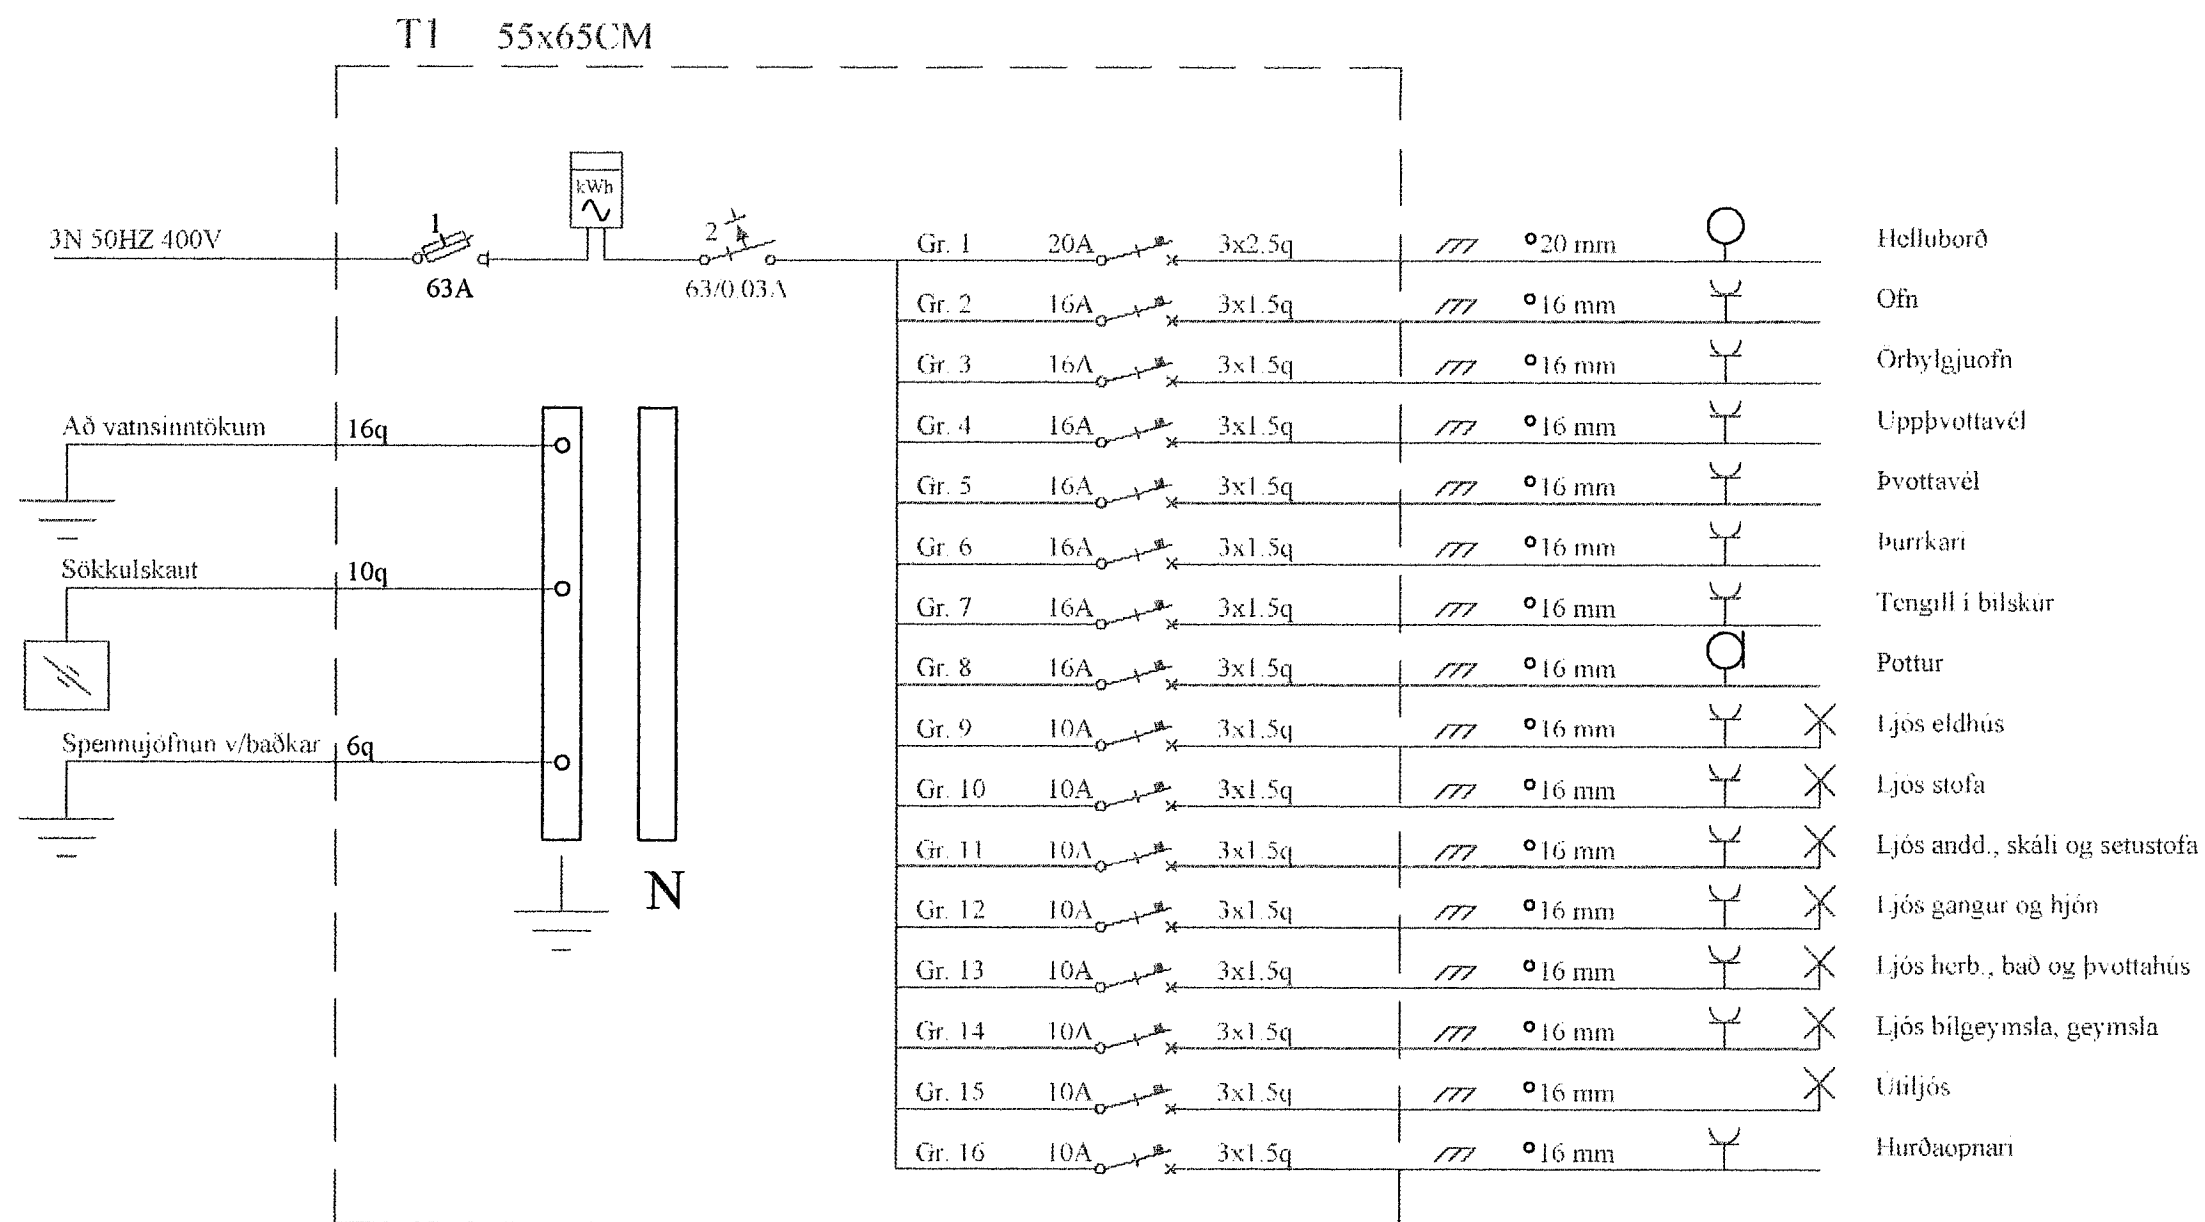 T1 55x65CM
kWh
3N 50HZ 400V
1
63A
2
63/0.03A
Að vatnsinntökum 16q
Sökkulskaut 10q
Spennujöfnun v/baðkar 6q
N
Gr. 1 20A 3x2.5q 20 mm Helluborð
Gr. 2 16A 3x1.5q 16 mm Ofn
Gr. 3 16A 3x1.5q 16 mm Örbylgjuofn
Gr. 4 16A 3x1.5q 16 mm Uppþvottavél
Gr. 5 16A 3x1.5q 16 mm Þvottavél
Gr. 6 16A 3x1.5q 16 mm Þurrkari
Gr. 7 16A 3x1.5q 16 mm Tengill í bílskúr
Gr. 8 16A 3x1.5q 16 mm Pottur
Gr. 9 10A 3x1.5q 16 mm Ljós eldhús
Gr. 10 10A 3x1.5q 16 mm Ljós stofa
Gr. 11 10A 3x1.5q 16 mm Ljós andd., skáli og setustofa
Gr. 12 10A 3x1.5q 16 mm Ljós gangur og hjón
Gr. 13 10A 3x1.5q 16 mm Ljós herb., bað og þvottahús
Gr. 14 10A 3x1.5q 16 mm Ljós bílgeymsla, geymsla
Gr. 15 10A 3x1.5q 16 mm Útiljós
Gr. 16 10A 3x1.5q 16 mm Hurðaopnari